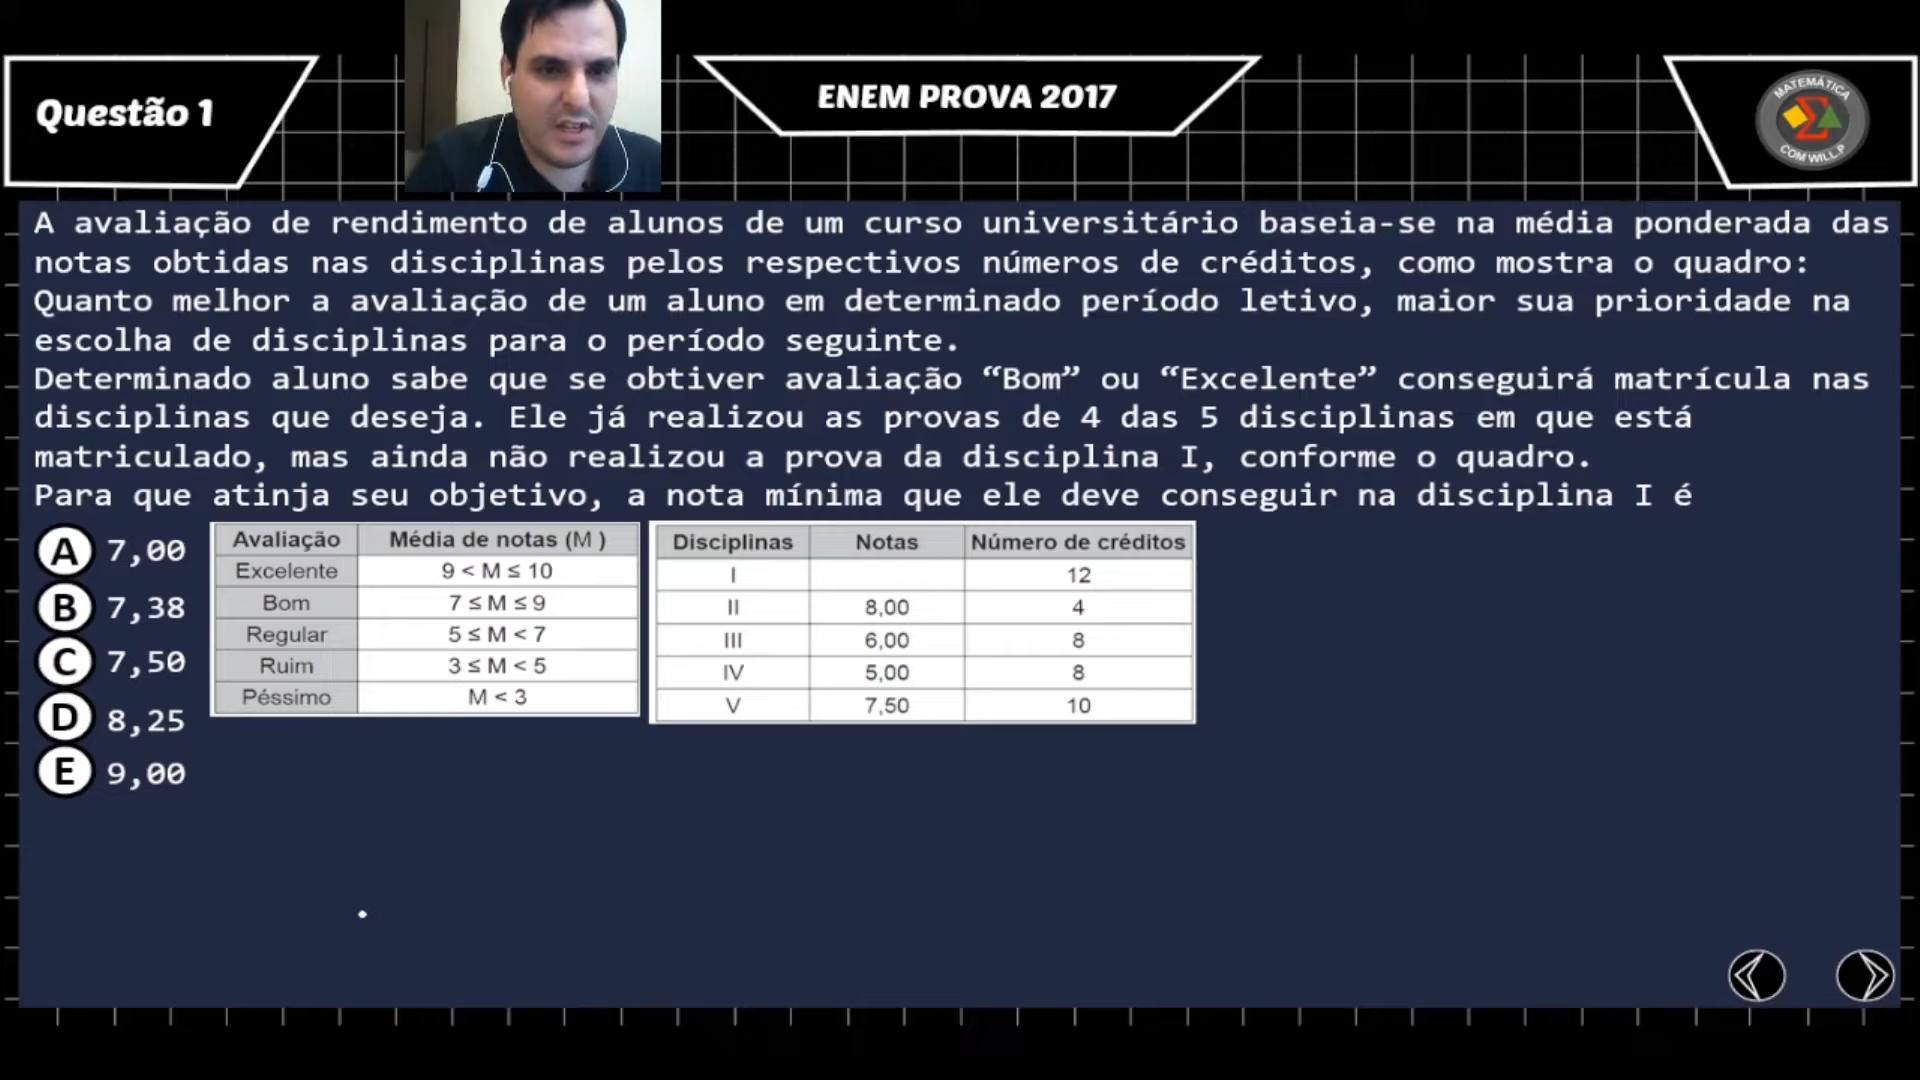 Questão 1
ENEM PROVA 2017
MATEMÁTICA
COM WILL.P
A avaliação de rendimento de alunos de um curso universitário baseia-se na média ponderada das
notas obtidas nas disciplinas pelos respectivos números de créditos, como mostra o quadro:
Quanto melhor a avaliação de um aluno em determinado período letivo, maior sua prioridade na
escolha de disciplinas para o período seguinte.
Determinado aluno sabe que se obtiver avaliação “Bom” ou “Excelente” conseguirá matrícula nas
disciplinas que deseja. Ele já realizou as provas de 4 das 5 disciplinas em que está
matriculado, mas ainda não realizou a prova da disciplina I, conforme o quadro.
Para que atinja seu objetivo, a nota mínima que ele deve conseguir na disciplina I é
A 7,00
B 7,38
C 7,50
D 8,25
E 9,00
Avaliação Média de notas (M )
Excelente 9 < M ≤ 10
Bom 7 ≤ M ≤ 9
Regular 5 ≤ M < 7
Ruim 3 ≤ M < 5
Péssimo M < 3
Disciplinas Notas Número de créditos
I 12
II 8,00 4
III 6,00 8
IV 5,00 8
V 7,50 10